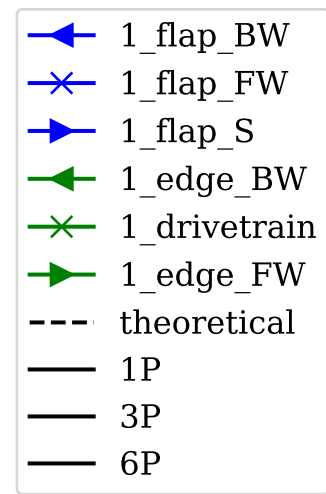 1_flap_BW
1_flap_FW
1_flap_S
1_edge_BW
1_drivetrain
1_edge_FW
theoretical
1P
3P
6P